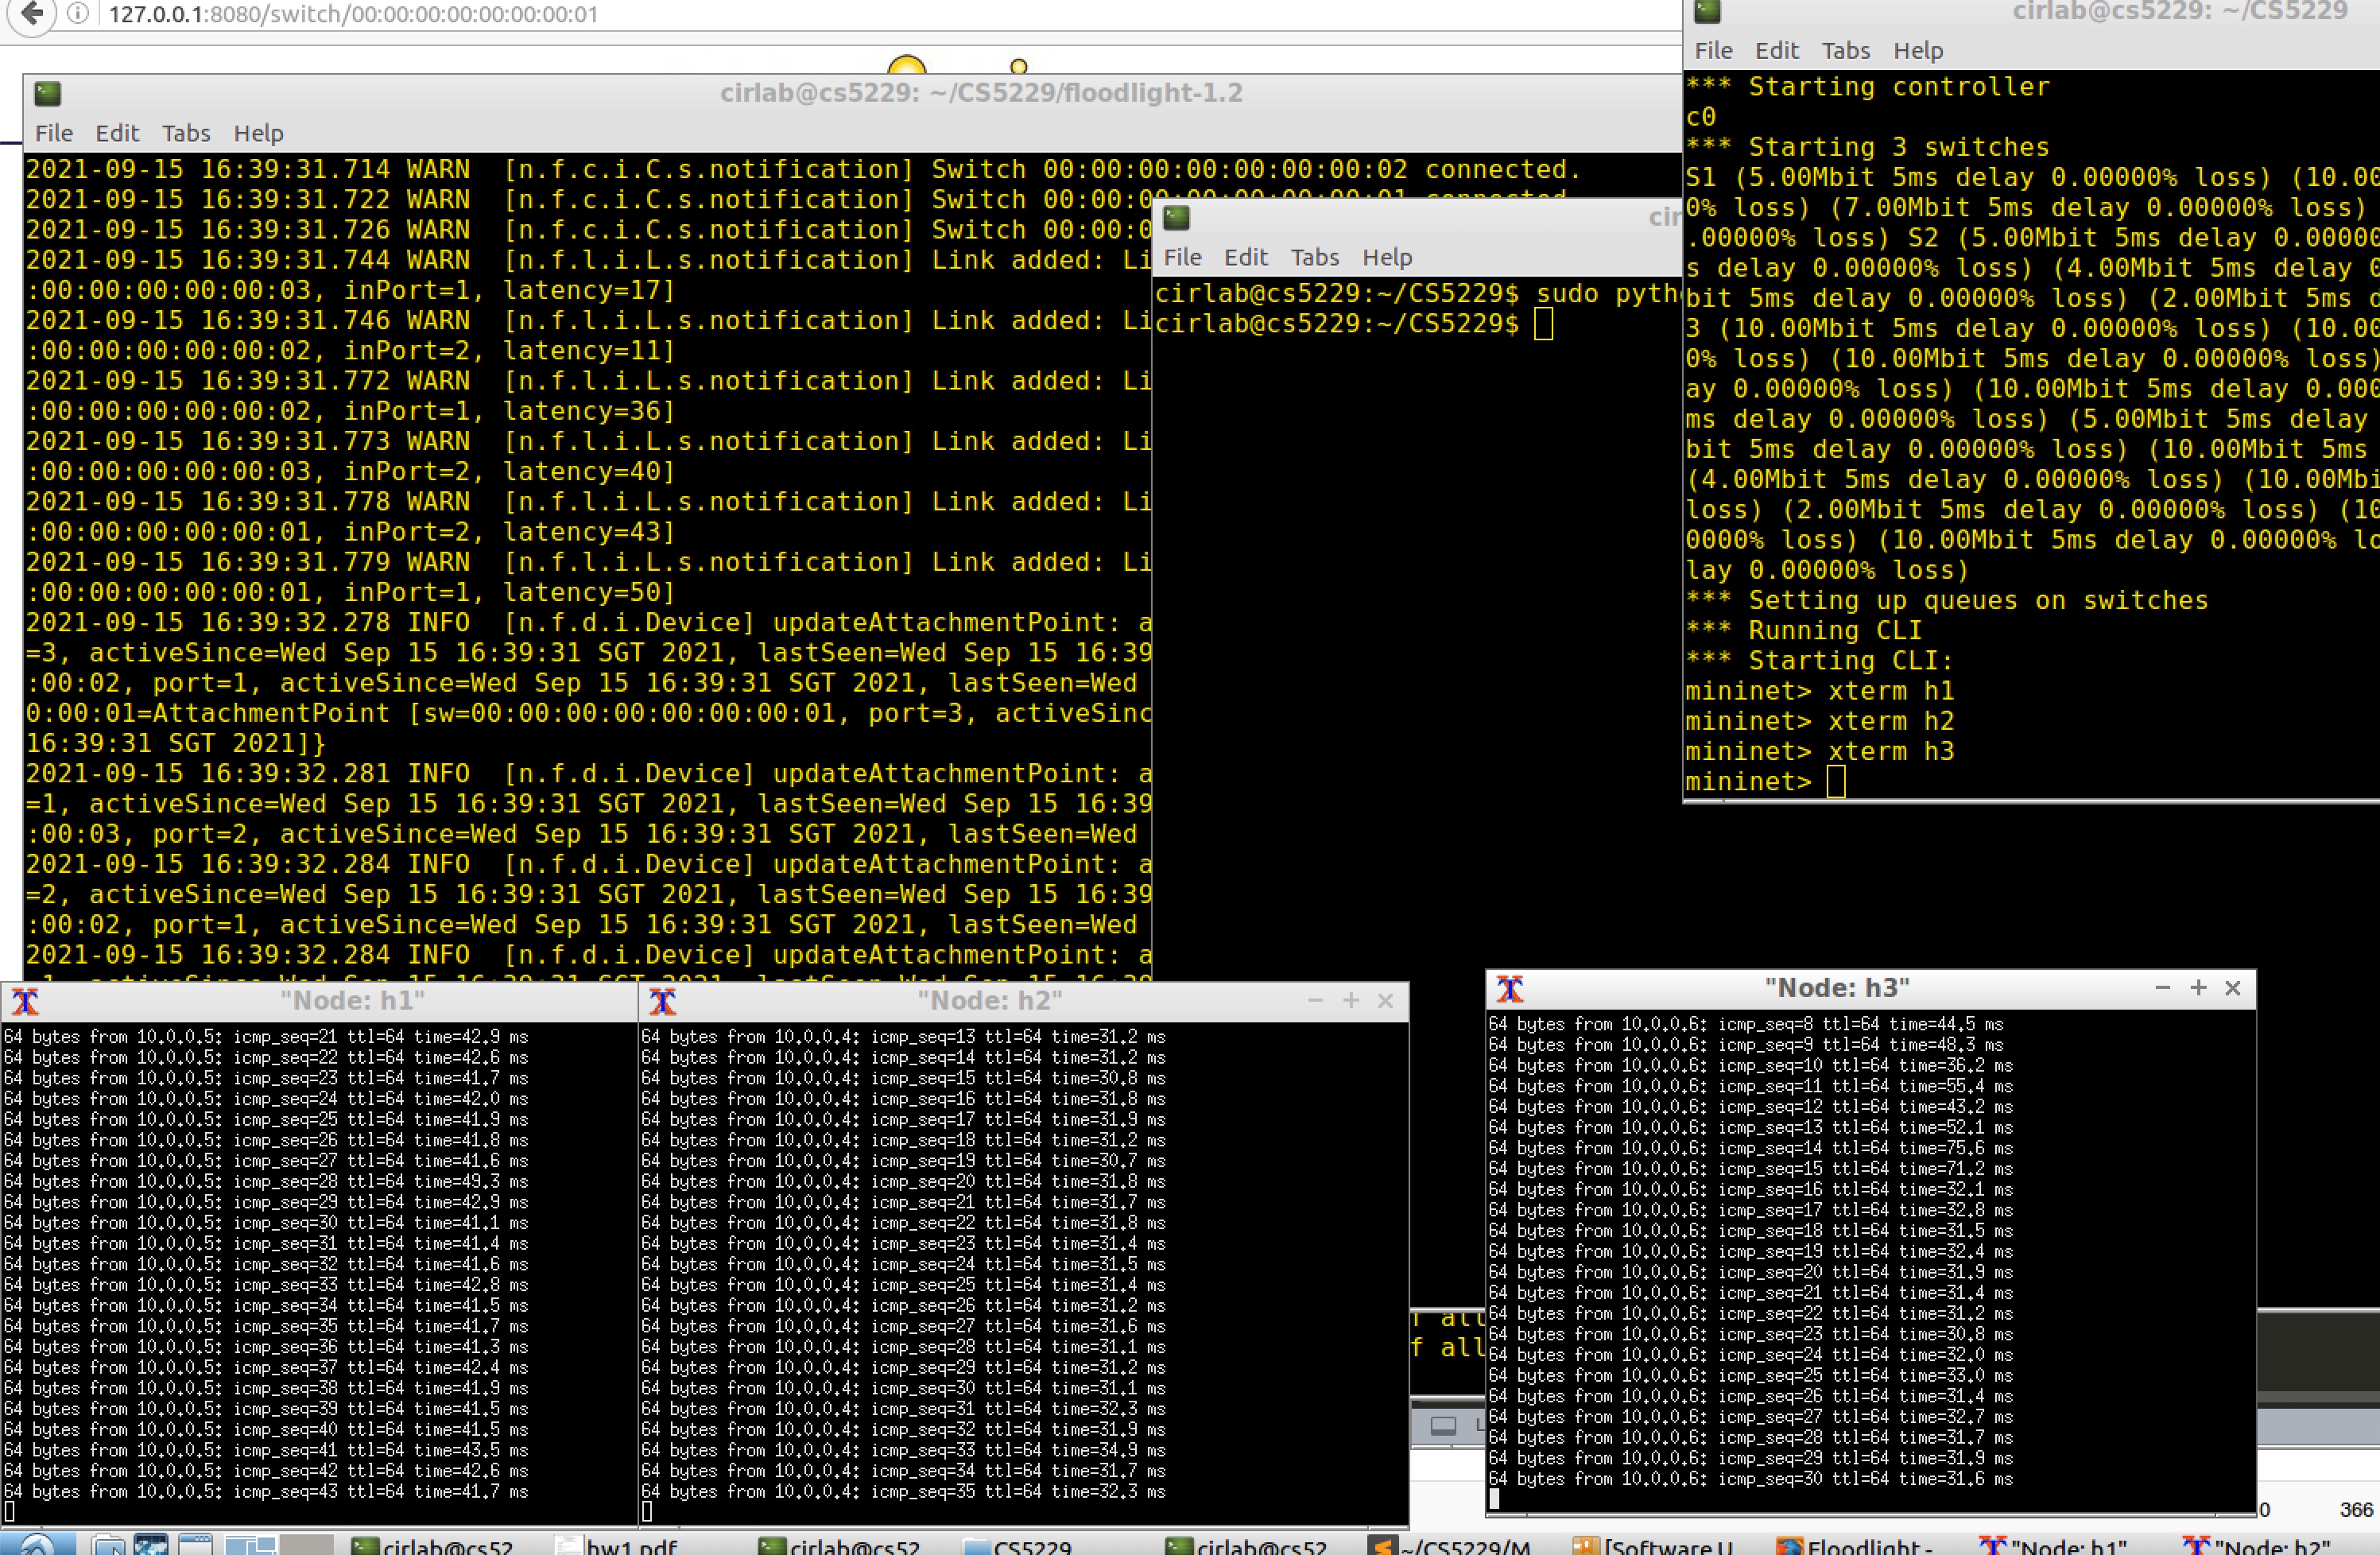 127.0.0.1:8080/switch/00:00:00:00:00:00:00:01
cirlab@cs5229: ~/CS5229/floodlight-1.2
File Edit Tabs Help
2021-09-15 16:39:31.714 WARN [n.f.c.i.C.s.notification] Switch 00:00:00:00:00:00:00:02 connected.
2021-09-15 16:39:31.722 WARN [n.f.c.i.C.s.notification] Switch 00:00:00:00:00:00:00:01 connected.
2021-09-15 16:39:31.726 WARN [n.f.c.i.C.s.notification] Switch 00:00:0
2021-09-15 16:39:31.744 WARN [n.f.l.i.L.s.notification] Link added: Li
:00:00:00:00:00:03, inPort=1, latency=17]
2021-09-15 16:39:31.746 WARN [n.f.l.i.L.s.notification] Link added: Li
:00:00:00:00:00:02, inPort=2, latency=11]
2021-09-15 16:39:31.772 WARN [n.f.l.i.L.s.notification] Link added: Li
:00:00:00:00:00:02, inPort=1, latency=36]
2021-09-15 16:39:31.773 WARN [n.f.l.i.L.s.notification] Link added: Li
:00:00:00:00:00:03, inPort=2, latency=40]
2021-09-15 16:39:31.778 WARN [n.f.l.i.L.s.notification] Link added: Li
:00:00:00:00:00:01, inPort=2, latency=43]
2021-09-15 16:39:31.779 WARN [n.f.l.i.L.s.notification] Link added: Li
:00:00:00:00:00:01, inPort=1, latency=50]
2021-09-15 16:39:32.278 INFO [n.f.d.i.Device] updateAttachmentPoint: a
=3, activeSince=Wed Sep 15 16:39:31 SGT 2021, lastSeen=Wed Sep 15 16:39
:00:02, port=1, activeSince=Wed Sep 15 16:39:31 SGT 2021, lastSeen=Wed
0:00:01=AttachmentPoint [sw=00:00:00:00:00:00:00:01, port=3, activeSinc
16:39:31 SGT 2021]}
2021-09-15 16:39:32.281 INFO [n.f.d.i.Device] updateAttachmentPoint: a
=1, activeSince=Wed Sep 15 16:39:31 SGT 2021, lastSeen=Wed Sep 15 16:39
:00:03, port=2, activeSince=Wed Sep 15 16:39:31 SGT 2021, lastSeen=Wed
2021-09-15 16:39:32.284 INFO [n.f.d.i.Device] updateAttachmentPoint: a
=2, activeSince=Wed Sep 15 16:39:31 SGT 2021, lastSeen=Wed Sep 15 16:39
:00:02, port=1, activeSince=Wed Sep 15 16:39:31 SGT 2021, lastSeen=Wed
2021-09-15 16:39:32.284 INFO [n.f.d.i.Device] updateAttachmentPoint: a
cir
File Edit Tabs Help
cirlab@cs5229:~/CS5229$ sudo pyth
cirlab@cs5229:~/CS5229$
cirlab@cs5229: ~/CS5229
File Edit Tabs Help
*** Starting controller
c0
*** Starting 3 switches
S1 (5.00Mbit 5ms delay 0.00000% loss) (10.00
0% loss) (7.00Mbit 5ms delay 0.00000% loss)
.00000% loss) S2 (5.00Mbit 5ms delay 0.0000
s delay 0.00000% loss) (4.00Mbit 5ms delay 0
bit 5ms delay 0.00000% loss) (2.00Mbit 5ms d
3 (10.00Mbit 5ms delay 0.00000% loss) (10.00
0% loss) (10.00Mbit 5ms delay 0.00000% loss)
ay 0.00000% loss) (10.00Mbit 5ms delay 0.000
ms delay 0.00000% loss) (5.00Mbit 5ms delay
bit 5ms delay 0.00000% loss) (10.00Mbit 5ms
(4.00Mbit 5ms delay 0.00000% loss) (10.00Mbi
loss) (2.00Mbit 5ms delay 0.00000% loss) (10
0000% loss) (10.00Mbit 5ms delay 0.00000% lo
lay 0.00000% loss)
*** Setting up queues on switches
*** Running CLI
*** Starting CLI:
mininet> xterm h1
mininet> xterm h2
mininet> xterm h3
mininet>
"Node: h1"
64 bytes from 10.0.0.5: icmp_seq=21 ttl=64 time=42.9 ms
64 bytes from 10.0.0.5: icmp_seq=22 ttl=64 time=42.6 ms
64 bytes from 10.0.0.5: icmp_seq=23 ttl=64 time=41.7 ms
64 bytes from 10.0.0.5: icmp_seq=24 ttl=64 time=42.0 ms
64 bytes from 10.0.0.5: icmp_seq=25 ttl=64 time=41.9 ms
64 bytes from 10.0.0.5: icmp_seq=26 ttl=64 time=41.8 ms
64 bytes from 10.0.0.5: icmp_seq=27 ttl=64 time=41.6 ms
64 bytes from 10.0.0.5: icmp_seq=28 ttl=64 time=49.3 ms
64 bytes from 10.0.0.5: icmp_seq=29 ttl=64 time=42.9 ms
64 bytes from 10.0.0.5: icmp_seq=30 ttl=64 time=41.1 ms
64 bytes from 10.0.0.5: icmp_seq=31 ttl=64 time=41.4 ms
64 bytes from 10.0.0.5: icmp_seq=32 ttl=64 time=41.6 ms
64 bytes from 10.0.0.5: icmp_seq=33 ttl=64 time=42.8 ms
64 bytes from 10.0.0.5: icmp_seq=34 ttl=64 time=41.5 ms
64 bytes from 10.0.0.5: icmp_seq=35 ttl=64 time=41.7 ms
64 bytes from 10.0.0.5: icmp_seq=36 ttl=64 time=41.3 ms
64 bytes from 10.0.0.5: icmp_seq=37 ttl=64 time=42.4 ms
64 bytes from 10.0.0.5: icmp_seq=38 ttl=64 time=41.9 ms
64 bytes from 10.0.0.5: icmp_seq=39 ttl=64 time=41.5 ms
64 bytes from 10.0.0.5: icmp_seq=40 ttl=64 time=41.5 ms
64 bytes from 10.0.0.5: icmp_seq=41 ttl=64 time=43.5 ms
64 bytes from 10.0.0.5: icmp_seq=42 ttl=64 time=42.6 ms
64 bytes from 10.0.0.5: icmp_seq=43 ttl=64 time=41.7 ms
"Node: h2"
64 bytes from 10.0.0.4: icmp_seq=13 ttl=64 time=31.2 ms
64 bytes from 10.0.0.4: icmp_seq=14 ttl=64 time=31.2 ms
64 bytes from 10.0.0.4: icmp_seq=15 ttl=64 time=30.8 ms
64 bytes from 10.0.0.4: icmp_seq=16 ttl=64 time=31.8 ms
64 bytes from 10.0.0.4: icmp_seq=17 ttl=64 time=31.9 ms
64 bytes from 10.0.0.4: icmp_seq=18 ttl=64 time=31.2 ms
64 bytes from 10.0.0.4: icmp_seq=19 ttl=64 time=30.7 ms
64 bytes from 10.0.0.4: icmp_seq=20 ttl=64 time=31.8 ms
64 bytes from 10.0.0.4: icmp_seq=21 ttl=64 time=31.7 ms
64 bytes from 10.0.0.4: icmp_seq=22 ttl=64 time=31.8 ms
64 bytes from 10.0.0.4: icmp_seq=23 ttl=64 time=31.4 ms
64 bytes from 10.0.0.4: icmp_seq=24 ttl=64 time=31.5 ms
64 bytes from 10.0.0.4: icmp_seq=25 ttl=64 time=31.4 ms
64 bytes from 10.0.0.4: icmp_seq=26 ttl=64 time=31.2 ms
64 bytes from 10.0.0.4: icmp_seq=27 ttl=64 time=31.6 ms
64 bytes from 10.0.0.4: icmp_seq=28 ttl=64 time=31.1 ms
64 bytes from 10.0.0.4: icmp_seq=29 ttl=64 time=31.2 ms
64 bytes from 10.0.0.4: icmp_seq=30 ttl=64 time=31.1 ms
64 bytes from 10.0.0.4: icmp_seq=31 ttl=64 time=32.3 ms
64 bytes from 10.0.0.4: icmp_seq=32 ttl=64 time=31.9 ms
64 bytes from 10.0.0.4: icmp_seq=33 ttl=64 time=34.9 ms
64 bytes from 10.0.0.4: icmp_seq=34 ttl=64 time=31.7 ms
64 bytes from 10.0.0.4: icmp_seq=35 ttl=64 time=32.3 ms
f all
"Node: h3"
64 bytes from 10.0.0.6: icmp_seq=8 ttl=64 time=44.5 ms
64 bytes from 10.0.0.6: icmp_seq=9 ttl=64 time=48.3 ms
64 bytes from 10.0.0.6: icmp_seq=10 ttl=64 time=36.2 ms
64 bytes from 10.0.0.6: icmp_seq=11 ttl=64 time=55.4 ms
64 bytes from 10.0.0.6: icmp_seq=12 ttl=64 time=43.2 ms
64 bytes from 10.0.0.6: icmp_seq=13 ttl=64 time=52.1 ms
64 bytes from 10.0.0.6: icmp_seq=14 ttl=64 time=75.6 ms
64 bytes from 10.0.0.6: icmp_seq=15 ttl=64 time=71.2 ms
64 bytes from 10.0.0.6: icmp_seq=16 ttl=64 time=32.1 ms
64 bytes from 10.0.0.6: icmp_seq=17 ttl=64 time=32.8 ms
64 bytes from 10.0.0.6: icmp_seq=18 ttl=64 time=31.5 ms
64 bytes from 10.0.0.6: icmp_seq=19 ttl=64 time=32.4 ms
64 bytes from 10.0.0.6: icmp_seq=20 ttl=64 time=31.9 ms
64 bytes from 10.0.0.6: icmp_seq=21 ttl=64 time=31.4 ms
64 bytes from 10.0.0.6: icmp_seq=22 ttl=64 time=31.2 ms
64 bytes from 10.0.0.6: icmp_seq=23 ttl=64 time=30.8 ms
64 bytes from 10.0.0.6: icmp_seq=24 ttl=64 time=32.0 ms
64 bytes from 10.0.0.6: icmp_seq=25 ttl=64 time=33.0 ms
64 bytes from 10.0.0.6: icmp_seq=26 ttl=64 time=31.4 ms
64 bytes from 10.0.0.6: icmp_seq=27 ttl=64 time=32.7 ms
64 bytes from 10.0.0.6: icmp_seq=28 ttl=64 time=31.7 ms
64 bytes from 10.0.0.6: icmp_seq=29 ttl=64 time=31.9 ms
64 bytes from 10.0.0.6: icmp_seq=30 ttl=64 time=31.6 ms
0 366
cirlab@cs52 hw1.pdf cirlab@cs52 CS5229 cirlab@cs52 ~/CS5229/M [Software U Floodlight - "Node: h1" "Node: h2"